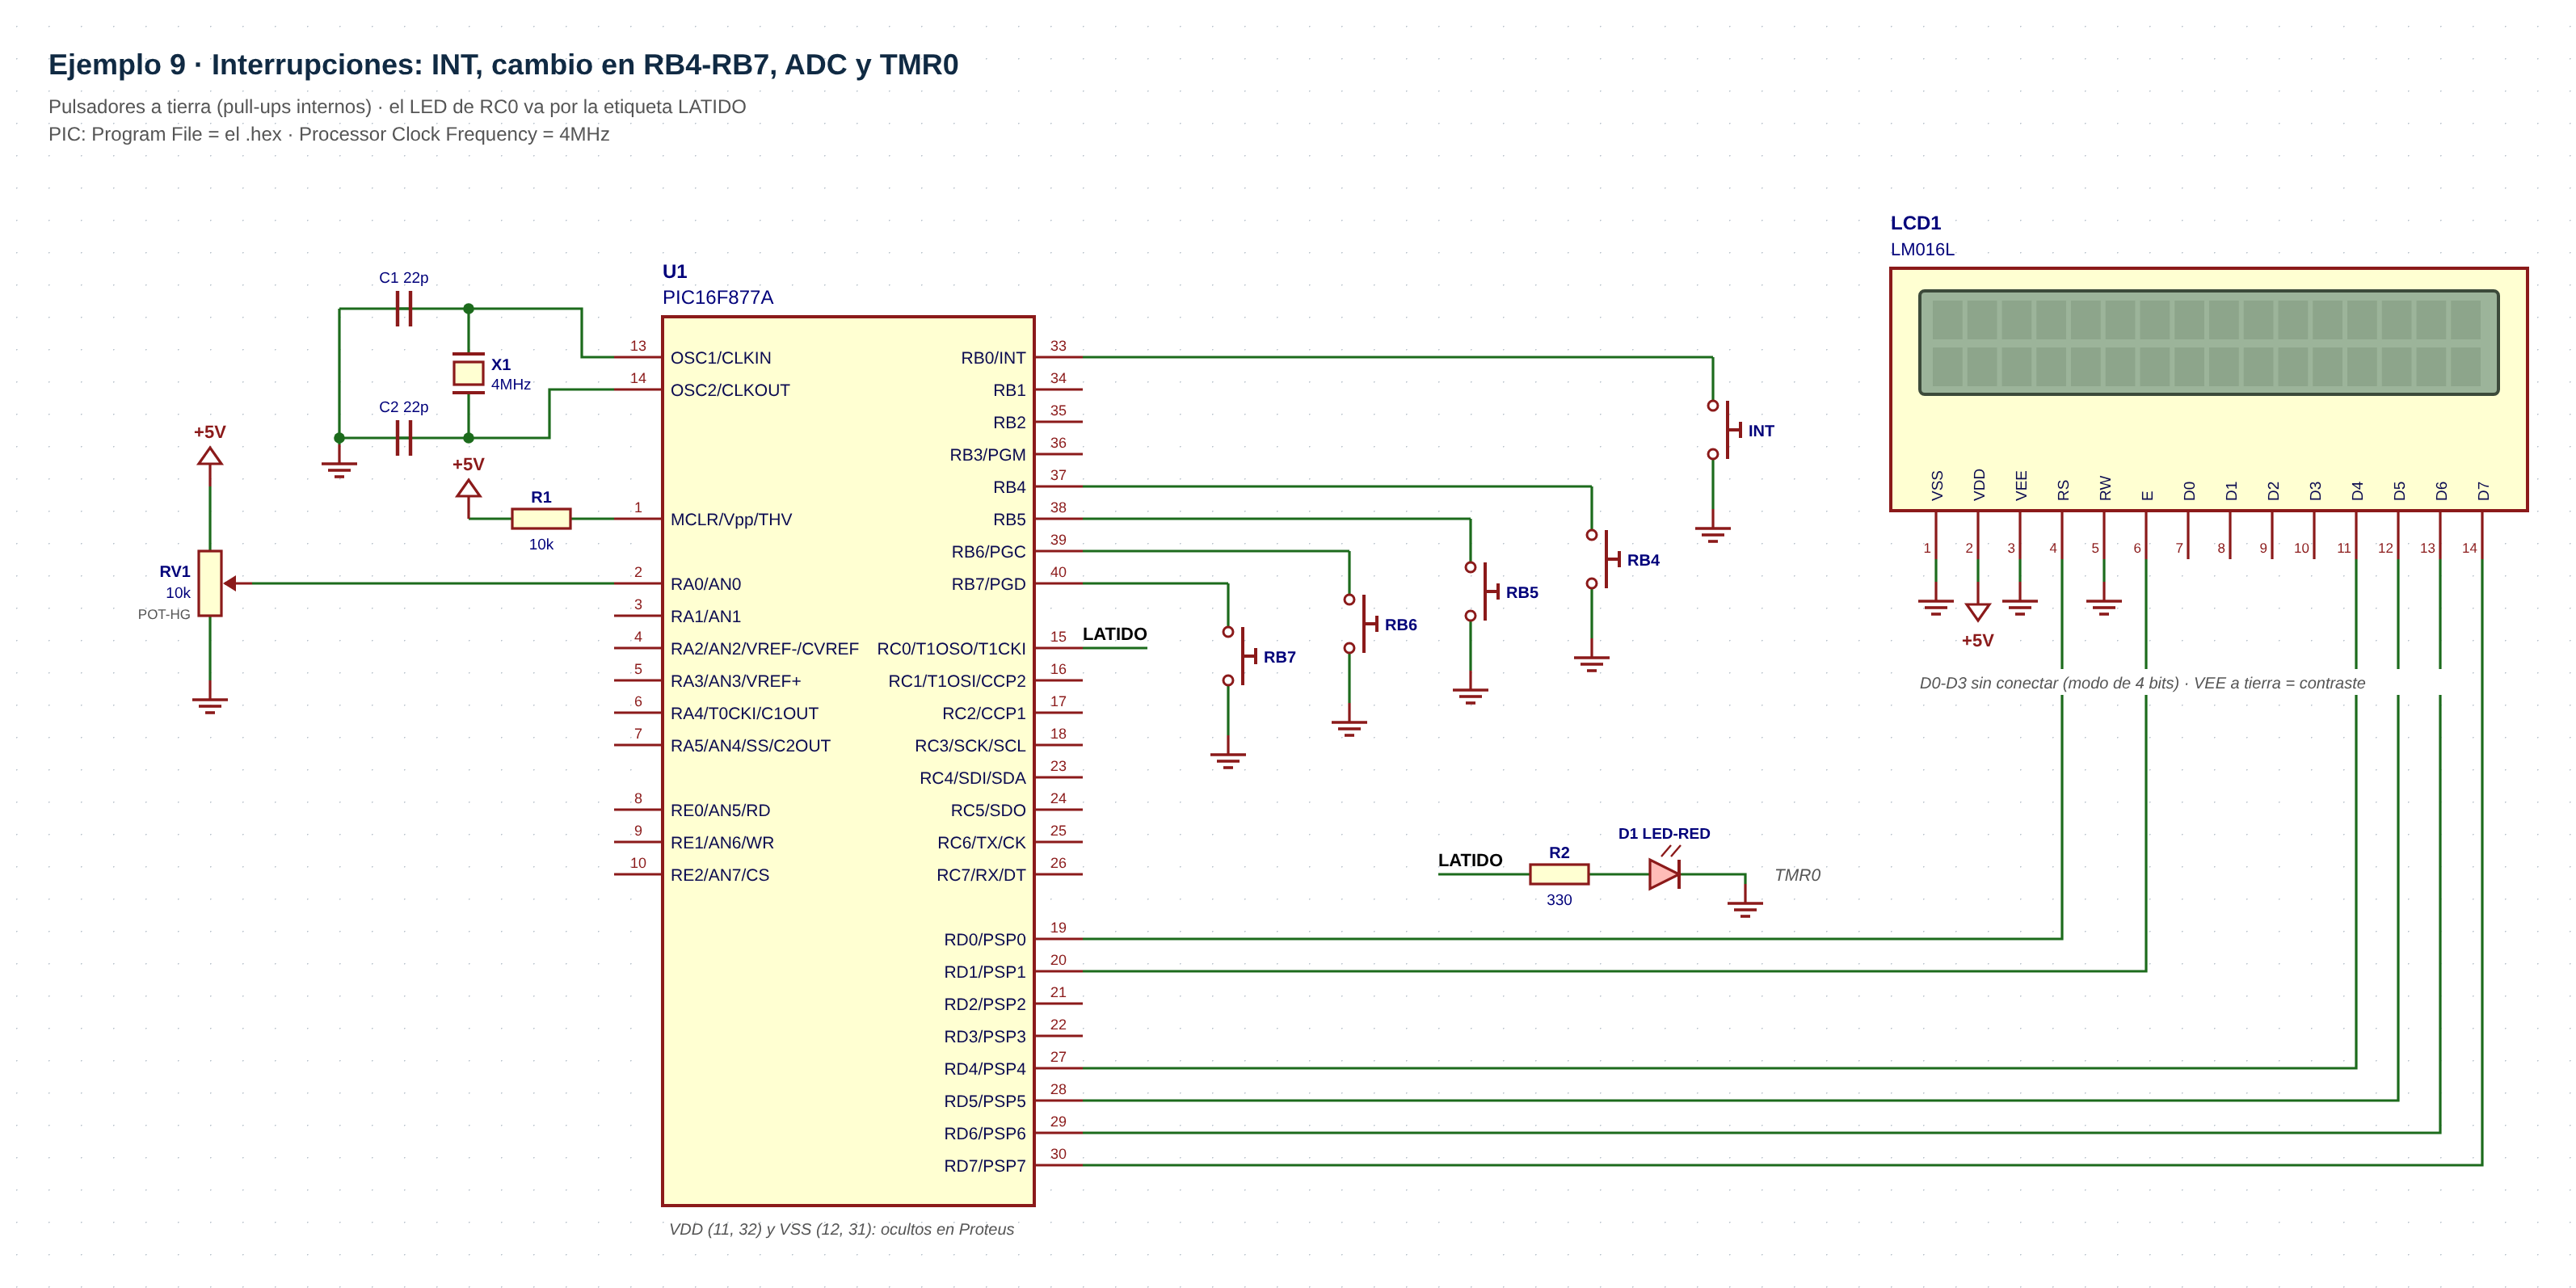 Ejemplo 9 · Interrupciones: INT, cambio en RB4-RB7, ADC y TMR0
Pulsadores a tierra (pull-ups internos) · el LED de RC0 va por la etiqueta LATIDO
PIC: Program File = el .hex · Processor Clock Frequency = 4MHz
LCD1
LM016L
VSS
VDD
VEE
RS
RW
E
D0
D1
D2
D3
D4
D5
D6
D7
1
2
3
4
5
6
7
8
9
10
11
12
13
14
+5V
D0-D3 sin conectar (modo de 4 bits) · VEE a tierra = contraste
C1 22p
X1
4MHz
C2 22p
+5V
R1
10k
+5V
RV1
10k
POT-HG
U1
PIC16F877A
13 OSC1/CLKIN
14 OSC2/CLKOUT
1 MCLR/Vpp/THV
2 RA0/AN0
3 RA1/AN1
4 RA2/AN2/VREF-/CVREF
5 RA3/AN3/VREF+
6 RA4/T0CKI/C1OUT
7 RA5/AN4/SS/C2OUT
8 RE0/AN5/RD
9 RE1/AN6/WR
10 RE2/AN7/CS
RB0/INT 33
RB1 34
RB2 35
RB3/PGM 36
RB4 37
RB5 38
RB6/PGC 39
RB7/PGD 40
RC0/T1OSO/T1CKI 15 LATIDO
RC1/T1OSI/CCP2 16
RC2/CCP1 17
RC3/SCK/SCL 18
RC4/SDI/SDA 23
RC5/SDO 24
RC6/TX/CK 25
RC7/RX/DT 26
RD0/PSP0 19
RD1/PSP1 20
RD2/PSP2 21
RD3/PSP3 22
RD4/PSP4 27
RD5/PSP5 28
RD6/PSP6 29
RD7/PSP7 30
INT
RB4
RB5
RB6
RB7
LATIDO
R2
330
D1 LED-RED
TMR0
VDD (11, 32) y VSS (12, 31): ocultos en Proteus